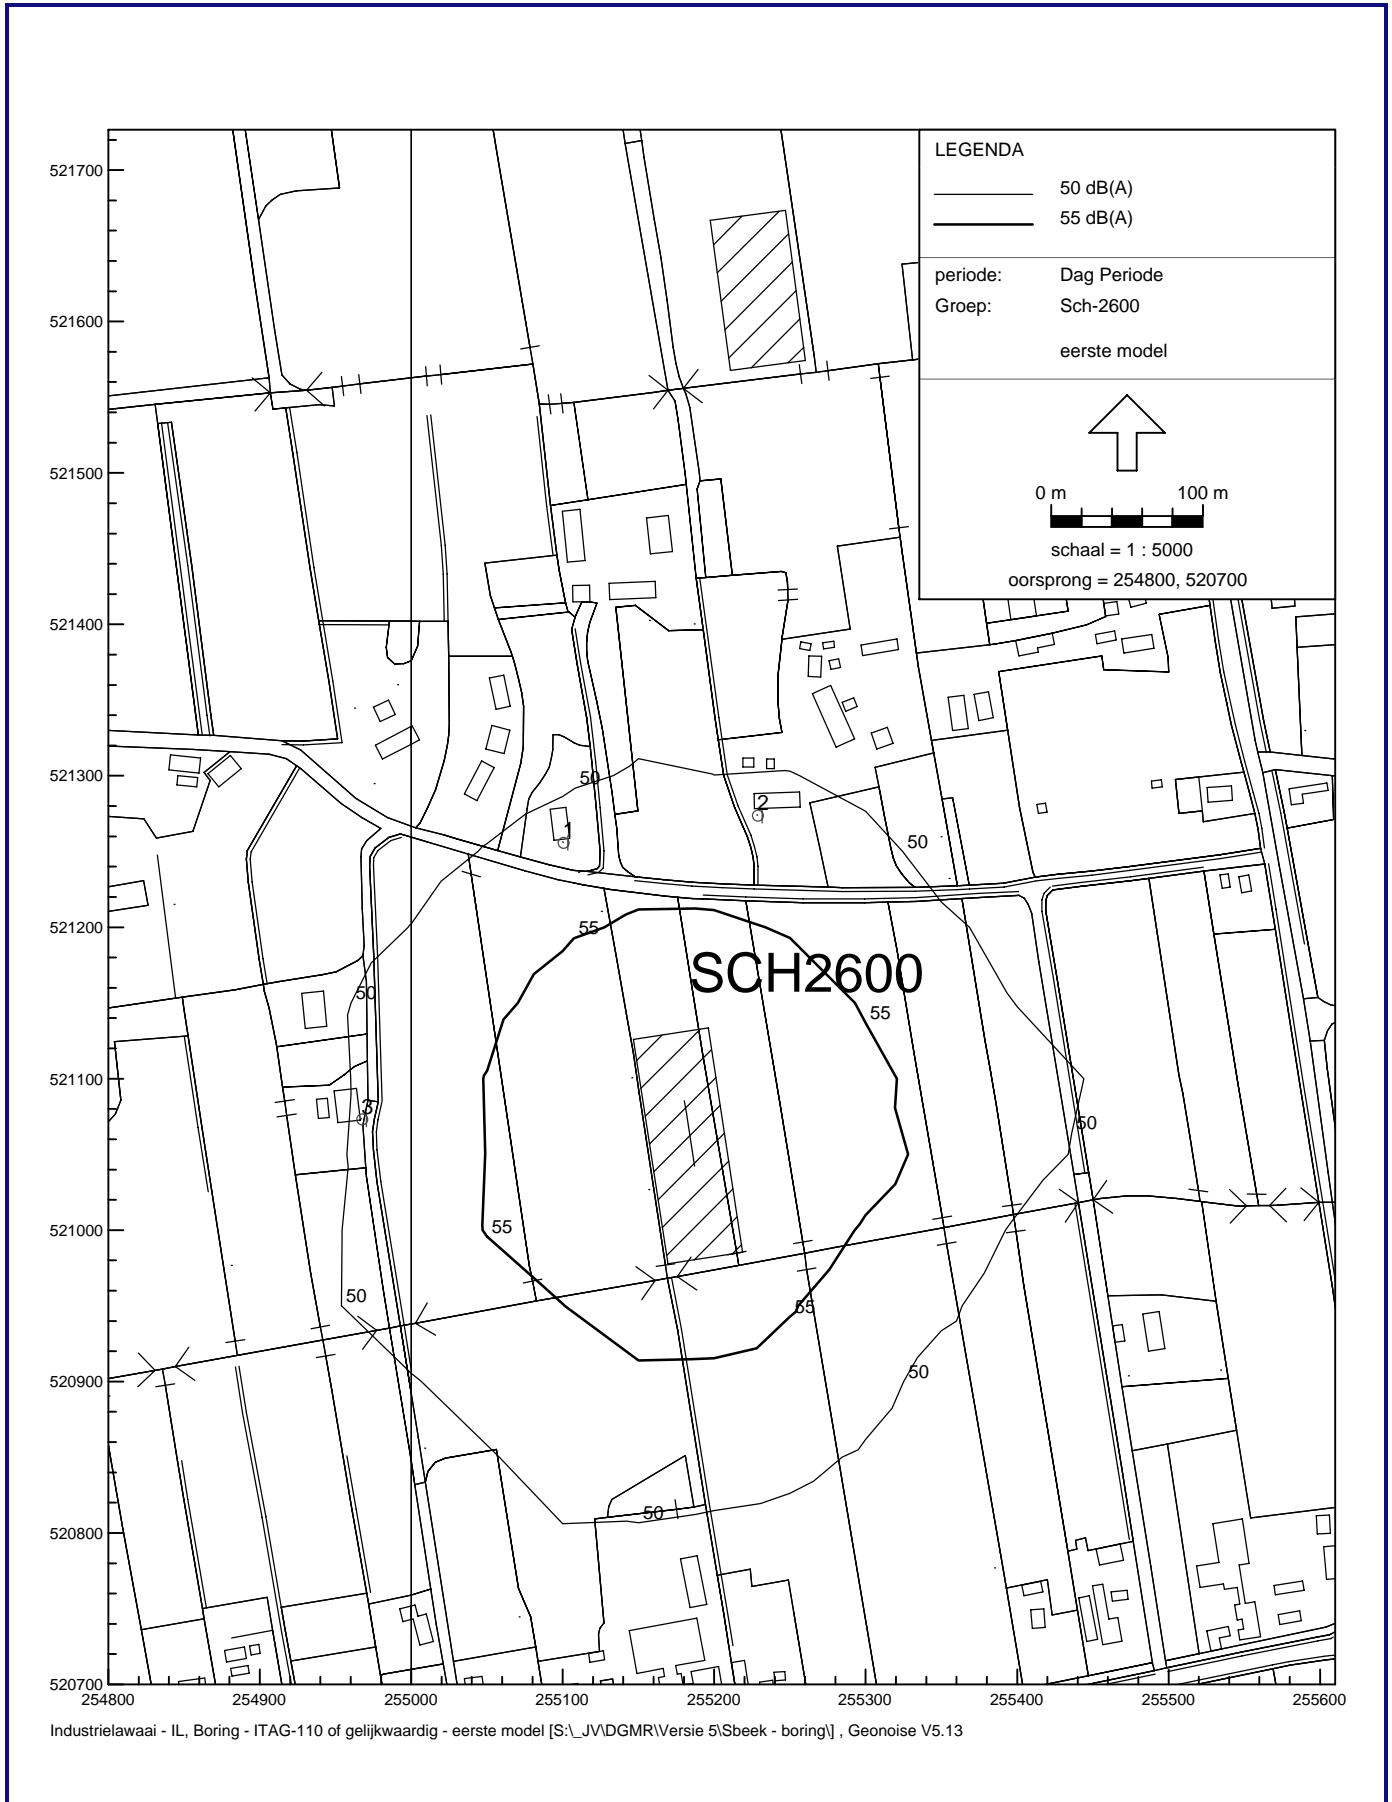 LEGENDA
50 dB(A)
55 dB(A)
periode: Dag Periode
Groep: Sch-2600
eerste model
0 m 100 m
schaal = 1 : 5000
oorsprong = 254800, 520700
521700
521600
521500
521400
521300
521200
521100
521000
520900
520800
520700
50
2
1
50
55
SCH2600
50
55
3
50
55
50
55
50
50
254800 254900 255000 255100 255200 255300 255400 255500 255600
Industrielawaai - IL, Boring - ITAG-110 of gelijkwaardig - eerste model [S:\_JV\DGMR\Versie 5\Sbeek - boring\] , Geonoise V5.13